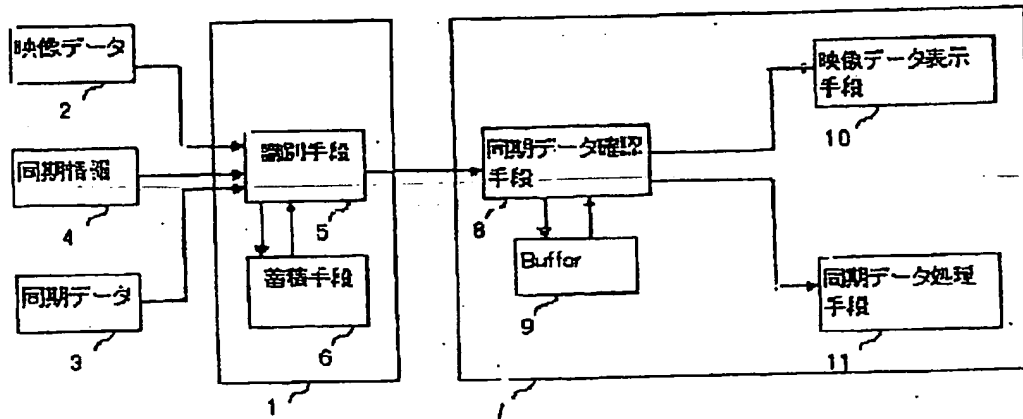 映像データ
2
同期情報
4
同期データ
3
識別手段
5
蓄積手段
6
1
同期データ確認
手段
8
Buffer
9
映像データ表示
手段
10
同期データ処理
手段
11